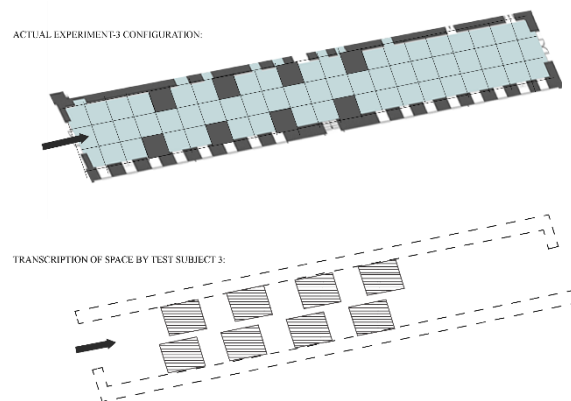 ACTUAL EXPERIMENT-3 CONFIGURATION:
TRANSCRIPTION OF SPACE BY TEST SUBJECT 3: